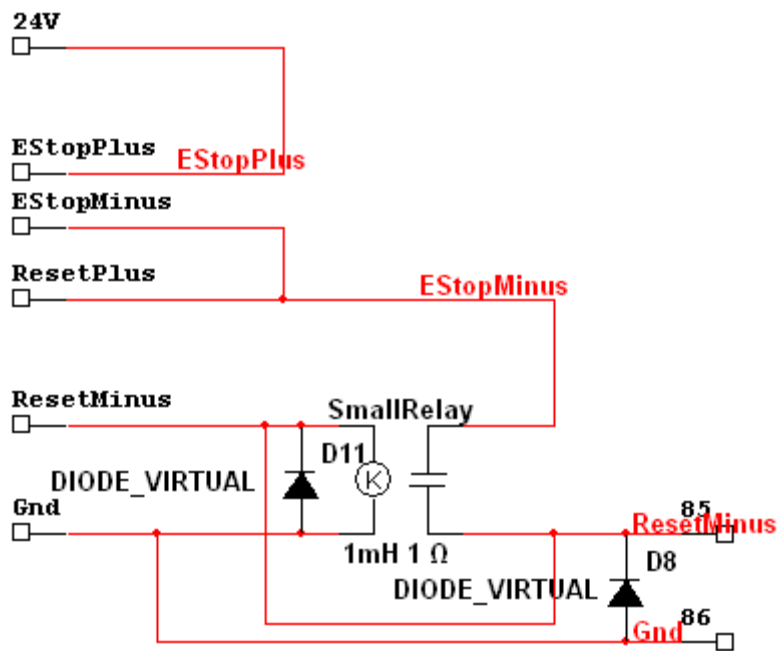 24V
EStopPlus
EStopPlus
EStopMinus
ResetPlus
EStopMinus
ResetMinus
SmallRelay
D11
DIODE_VIRTUAL
K
Gnd
85
ResetMinus
1mH 1 Ω
D8
DIODE_VIRTUAL
86
Gnd